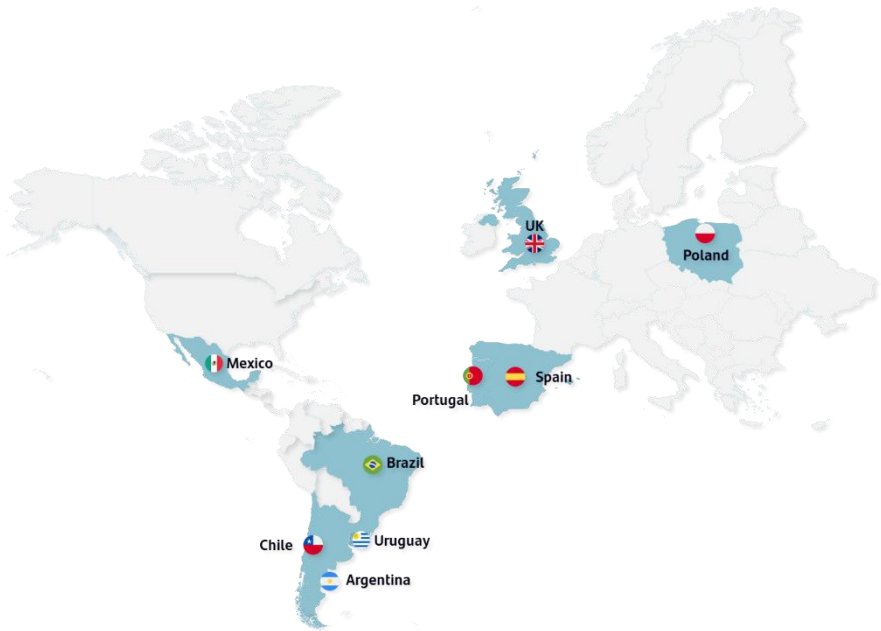 UK
Poland
Mexico
Spain
Portugal
Brazil
Chile
Uruguay
Argentina